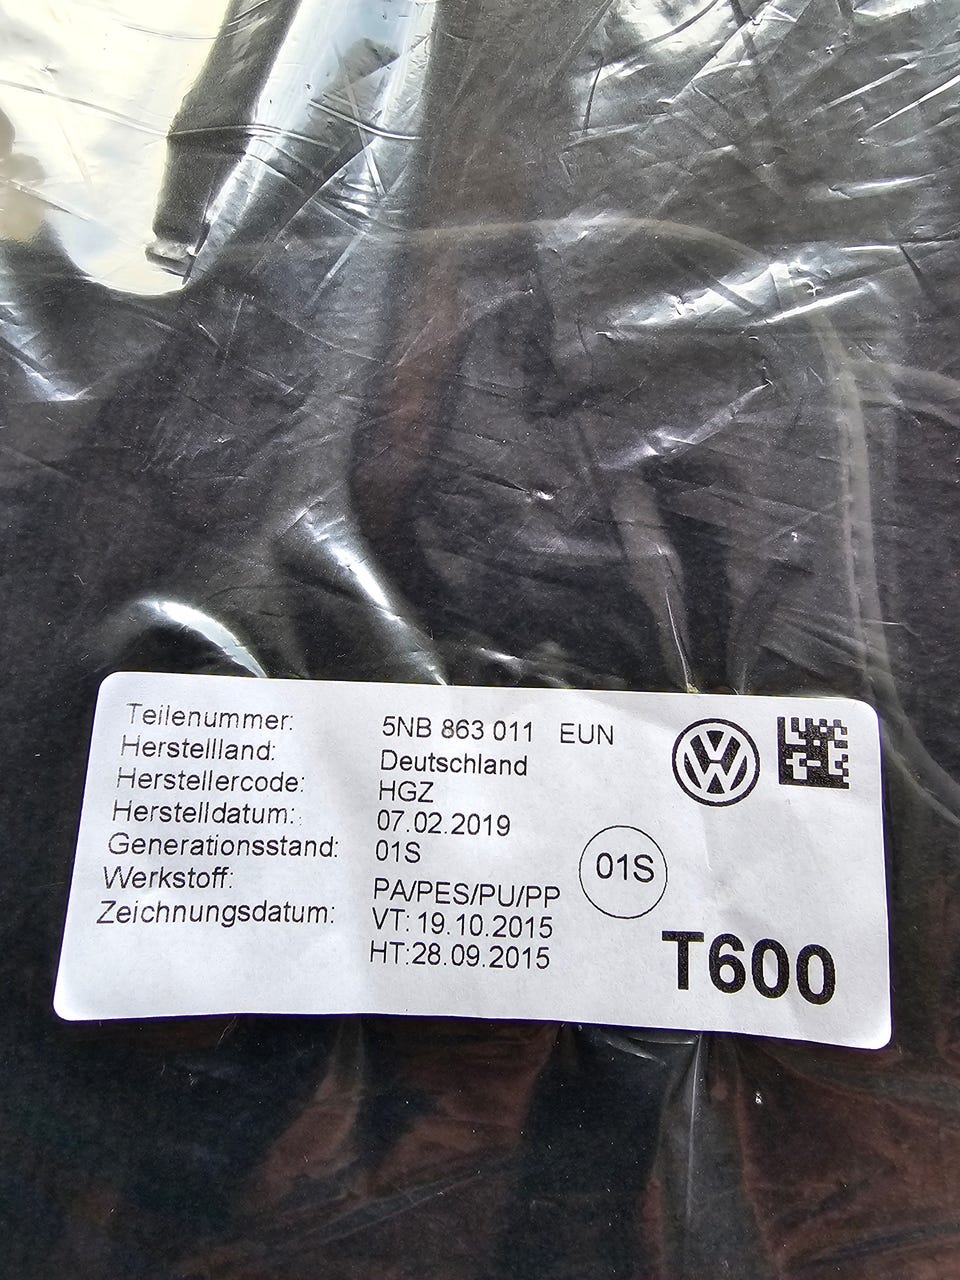 Teilenummer: 5NB 863 011 EUN
Herstellland: Deutschland
Herstellercode: HGZ
Herstelldatum: 07.02.2019
Generationsstand: 01S
Werkstoff: PA/PES/PU/PP
Zeichnungsdatum: VT: 19.10.2015
HT:28.09.2015
VW
01S
T600